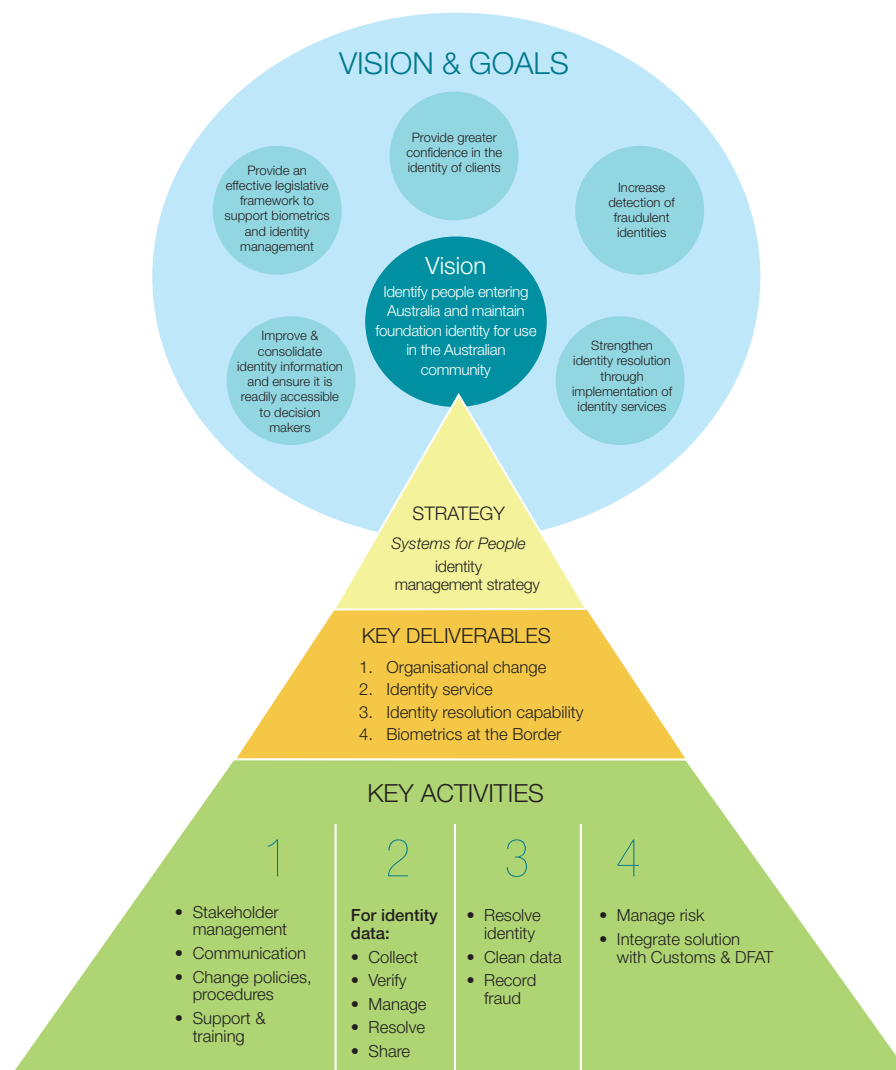 VISION & GOALS
Provide greater
confidence in the
identity of clients
Provide an
effective legislative
framework to
support biometrics
and identity
management
Increase
detection of
fraudulent
identities
Vision
Identify people entering
Australia and maintain
foundation identity for use
in the Australian
community
Improve &
consolidate
identity information
and ensure it is
readily accessible
to decision
makers
Strengthen
identity resolution
through
implementation of
identity services
STRATEGY
Systems for People
identity
management strategy
KEY DELIVERABLES
1. Organisational change
2. Identity service
3. Identity resolution capability
4. Biometrics at the Border
KEY ACTIVITIES
1
• Stakeholder
management
• Communication
• Change policies,
procedures
• Support &
training
2
For identity
data:
• Collect
• Verify
• Manage
• Resolve
• Share
3
• Resolve
identity
• Clean data
• Record
fraud
4
• Manage risk
• Integrate solution
with Customs & DFAT